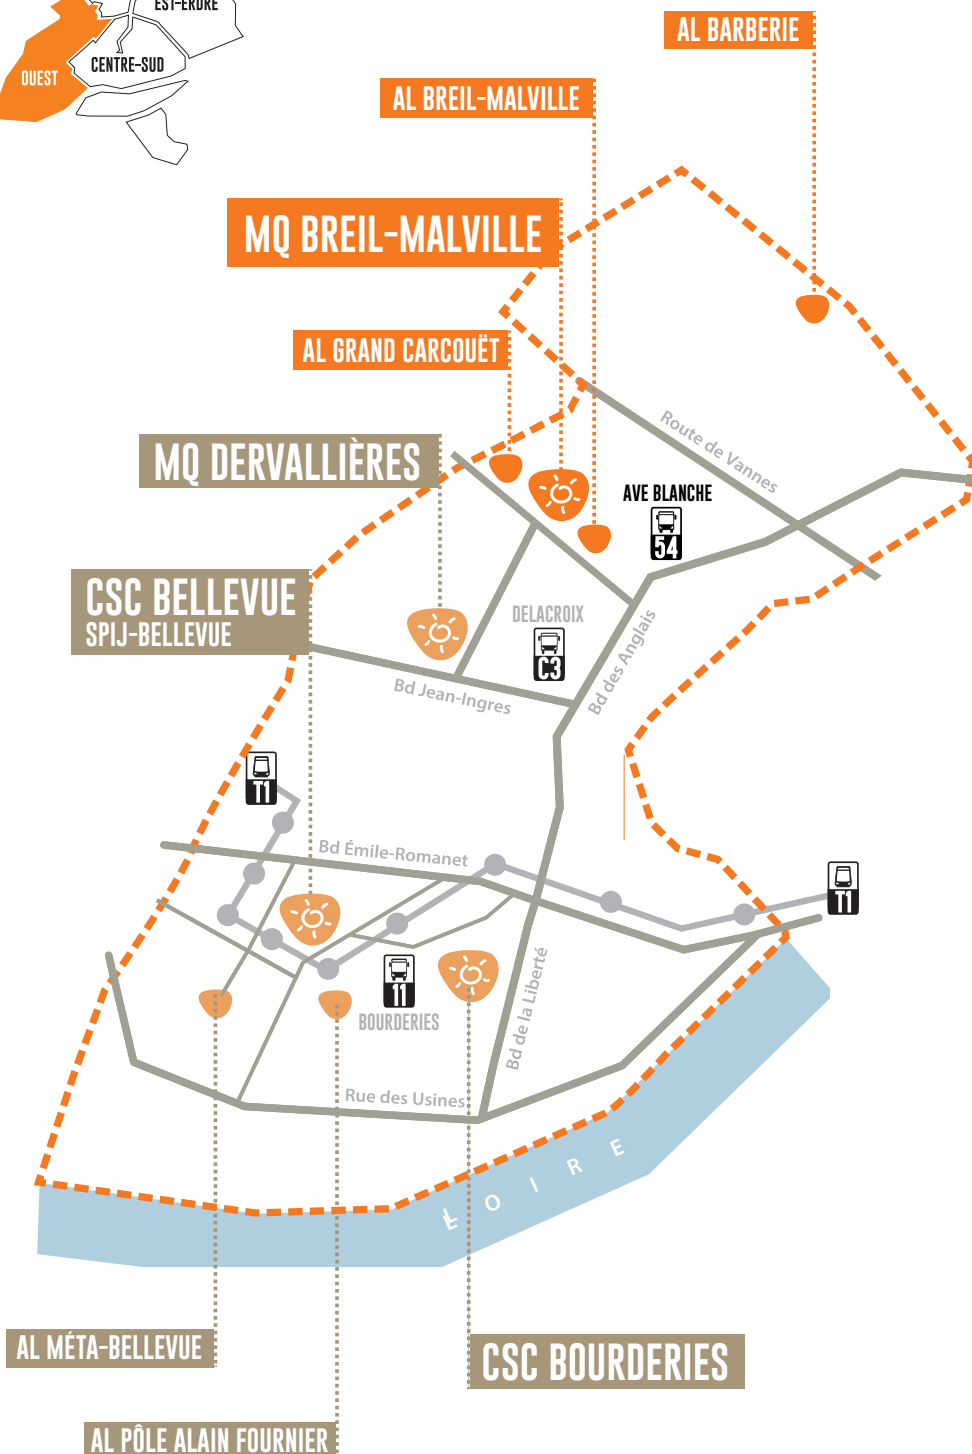 EST-ERDRE
CENTRE-SUD
OUEST
AL BARBERIE
AL BREIL-MALVILLE
MQ BREIL-MALVILLE
AL GRAND CARCOUËT
Route de Vannes
MQ DERVALLIÈRES
AVE BLANCHE
54
CSC BELLEVUE
SPIJ-BELLEVUE
DELACROIX
C3
Bd des Anglais
Bd Jean-Ingres
T1
Bd Émile-Romanet
T1
11
BOURDERIES
Bd de la Liberté
Rue des Usines
LOIRE
AL MÉTA-BELLEVUE
CSC BOURDERIES
AL PÔLE ALAIN FOURNIER